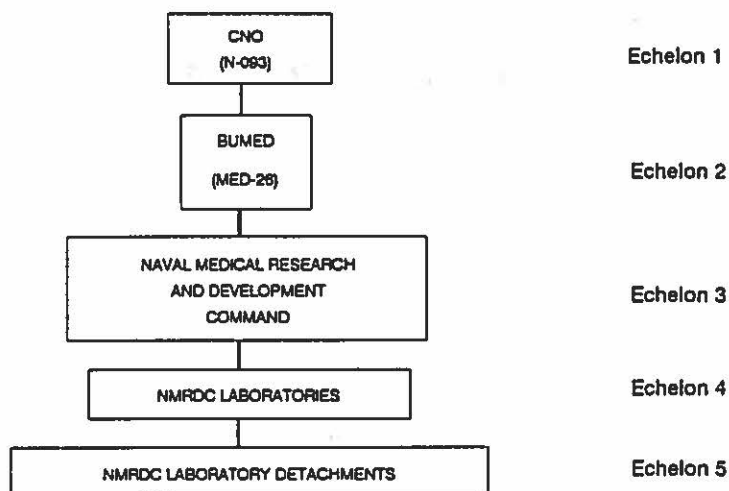 CNO
(N-093)
Echelon 1
BUMED
(MED-26)
Echelon 2
NAVAL MEDICAL RESEARCH
AND DEVELOPMENT
COMMAND
Echelon 3
NMRDC LABORATORIES
Echelon 4
NMRDC LABORATORY DETACHMENTS
Echelon 5